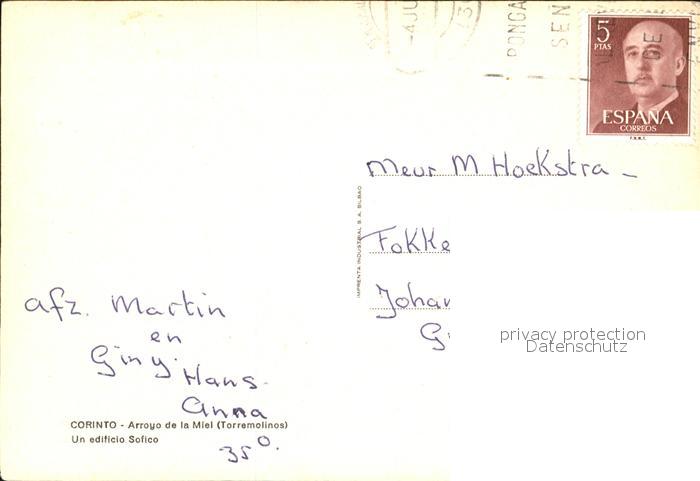 4 JU
PONGA
SEN
DE
5
PTAS
ESPAÑA
CORREOS
F.N.M.T.
Meur M Hoekstra -
IMPRENTA INDUSTRIAL S. A. BILBAO
Fokke
Johan
G
privacy protection
Datenschutz
afz. Martin
en
Giny.
Hans-
Anna
CORINTO - Arroyo de la Miel (Torremolinos)
Un edificio Sofico
35°.